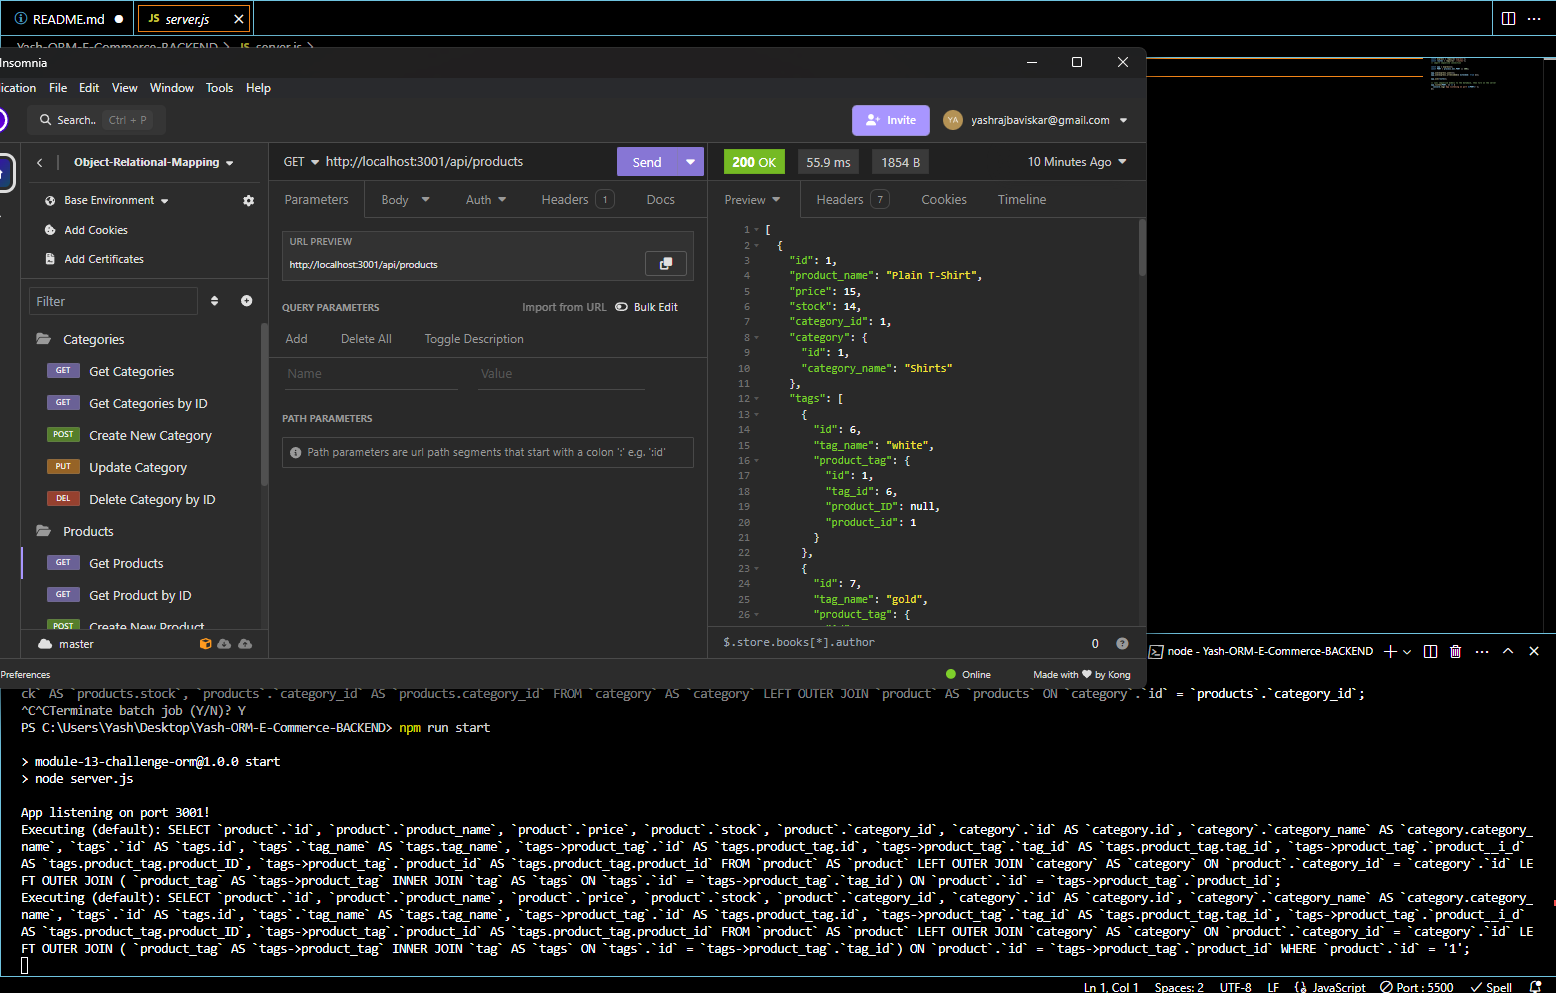 README.md
JS server.js
Yash-ORM-E-Commerce-BACKEND > JS server.js >
Insomnia
ication File Edit View Window Tools Help
Search.. Ctrl + P
Invite
YA yashrajbaviskar@gmail.com
Object-Relational-Mapping
Base Environment
Add Cookies
Add Certificates
Filter
Categories
GET Get Categories
GET Get Categories by ID
POST Create New Category
PUT Update Category
DEL Delete Category by ID
Products
GET Get Products
GET Get Product by ID
POST Create New Product
master
Preferences
GET http://localhost:3001/api/products
Send
Parameters Body Auth Headers 1 Docs
URL PREVIEW
http://localhost:3001/api/products
QUERY PARAMETERS Import from URL Bulk Edit
Add Delete All Toggle Description
Name Value
PATH PARAMETERS
Path parameters are url path segments that start with a colon ':' e.g. ':id'
200 OK 55.9 ms 1854 B 10 Minutes Ago
Preview Headers 7 Cookies Timeline
1 [
2 {
3 "id": 1,
4 "product_name": "Plain T-Shirt",
5 "price": 15,
6 "stock": 14,
7 "category_id": 1,
8 "category": {
9 "id": 1,
10 "category_name": "Shirts"
11 },
12 "tags": [
13 {
14 "id": 6,
15 "tag_name": "white",
16 "product_tag": {
17 "id": 1,
18 "tag_id": 6,
19 "product_ID": null,
20 "product_id": 1
21 }
22 },
23 {
24 "id": 7,
25 "tag_name": "gold",
26 "product_tag": {
$.store.books[*].author 0
Online Made with ❤ by Kong
node - Yash-ORM-E-Commerce-BACKEND
ck` AS `products.stock`, `products`.`category_id` AS `products.category_id` FROM `category` AS `category` LEFT OUTER JOIN `product` AS `products` ON `category`.`id` = `products`.`category_id`;
^C^CTerminate batch job (Y/N)? Y
PS C:\Users\Yash\Desktop\Yash-ORM-E-Commerce-BACKEND> npm run start
> module-13-challenge-orm@1.0.0 start
> node server.js
App listening on port 3001!
Executing (default): SELECT `product`.`id`, `product`.`product_name`, `product`.`price`, `product`.`stock`, `product`.`category_id`, `category`.`id` AS `category.id`, `category`.`category_name` AS `category.category_
name`, `tags`.`id` AS `tags.id`, `tags`.`tag_name` AS `tags.tag_name`, `tags->product_tag`.`id` AS `tags.product_tag.id`, `tags->product_tag`.`tag_id` AS `tags.product_tag.tag_id`, `tags->product_tag`.`product__i_d`
AS `tags.product_tag.product_ID`, `tags->product_tag`.`product_id` AS `tags.product_tag.product_id` FROM `product` AS `product` LEFT OUTER JOIN `category` AS `category` ON `product`.`category_id` = `category`.`id` LE
FT OUTER JOIN ( `product_tag` AS `tags->product_tag` INNER JOIN `tag` AS `tags` ON `tags`.`id` = `tags->product_tag`.`tag_id`) ON `product`.`id` = `tags->product_tag`.`product_id`;
Executing (default): SELECT `product`.`id`, `product`.`product_name`, `product`.`price`, `product`.`stock`, `product`.`category_id`, `category`.`id` AS `category.id`, `category`.`category_name` AS `category.category_
name`, `tags`.`id` AS `tags.id`, `tags`.`tag_name` AS `tags.tag_name`, `tags->product_tag`.`id` AS `tags.product_tag.id`, `tags->product_tag`.`tag_id` AS `tags.product_tag.tag_id`, `tags->product_tag`.`product__i_d`
AS `tags.product_tag.product_ID`, `tags->product_tag`.`product_id` AS `tags.product_tag.product_id` FROM `product` AS `product` LEFT OUTER JOIN `category` AS `category` ON `product`.`category_id` = `category`.`id` LE
FT OUTER JOIN ( `product_tag` AS `tags->product_tag` INNER JOIN `tag` AS `tags` ON `tags`.`id` = `tags->product_tag`.`tag_id`) ON `product`.`id` = `tags->product_tag`.`product_id` WHERE `product`.`id` = '1';
Ln 1, Col 1 Spaces: 2 UTF-8 LF {} JavaScript Port : 5500 Spell